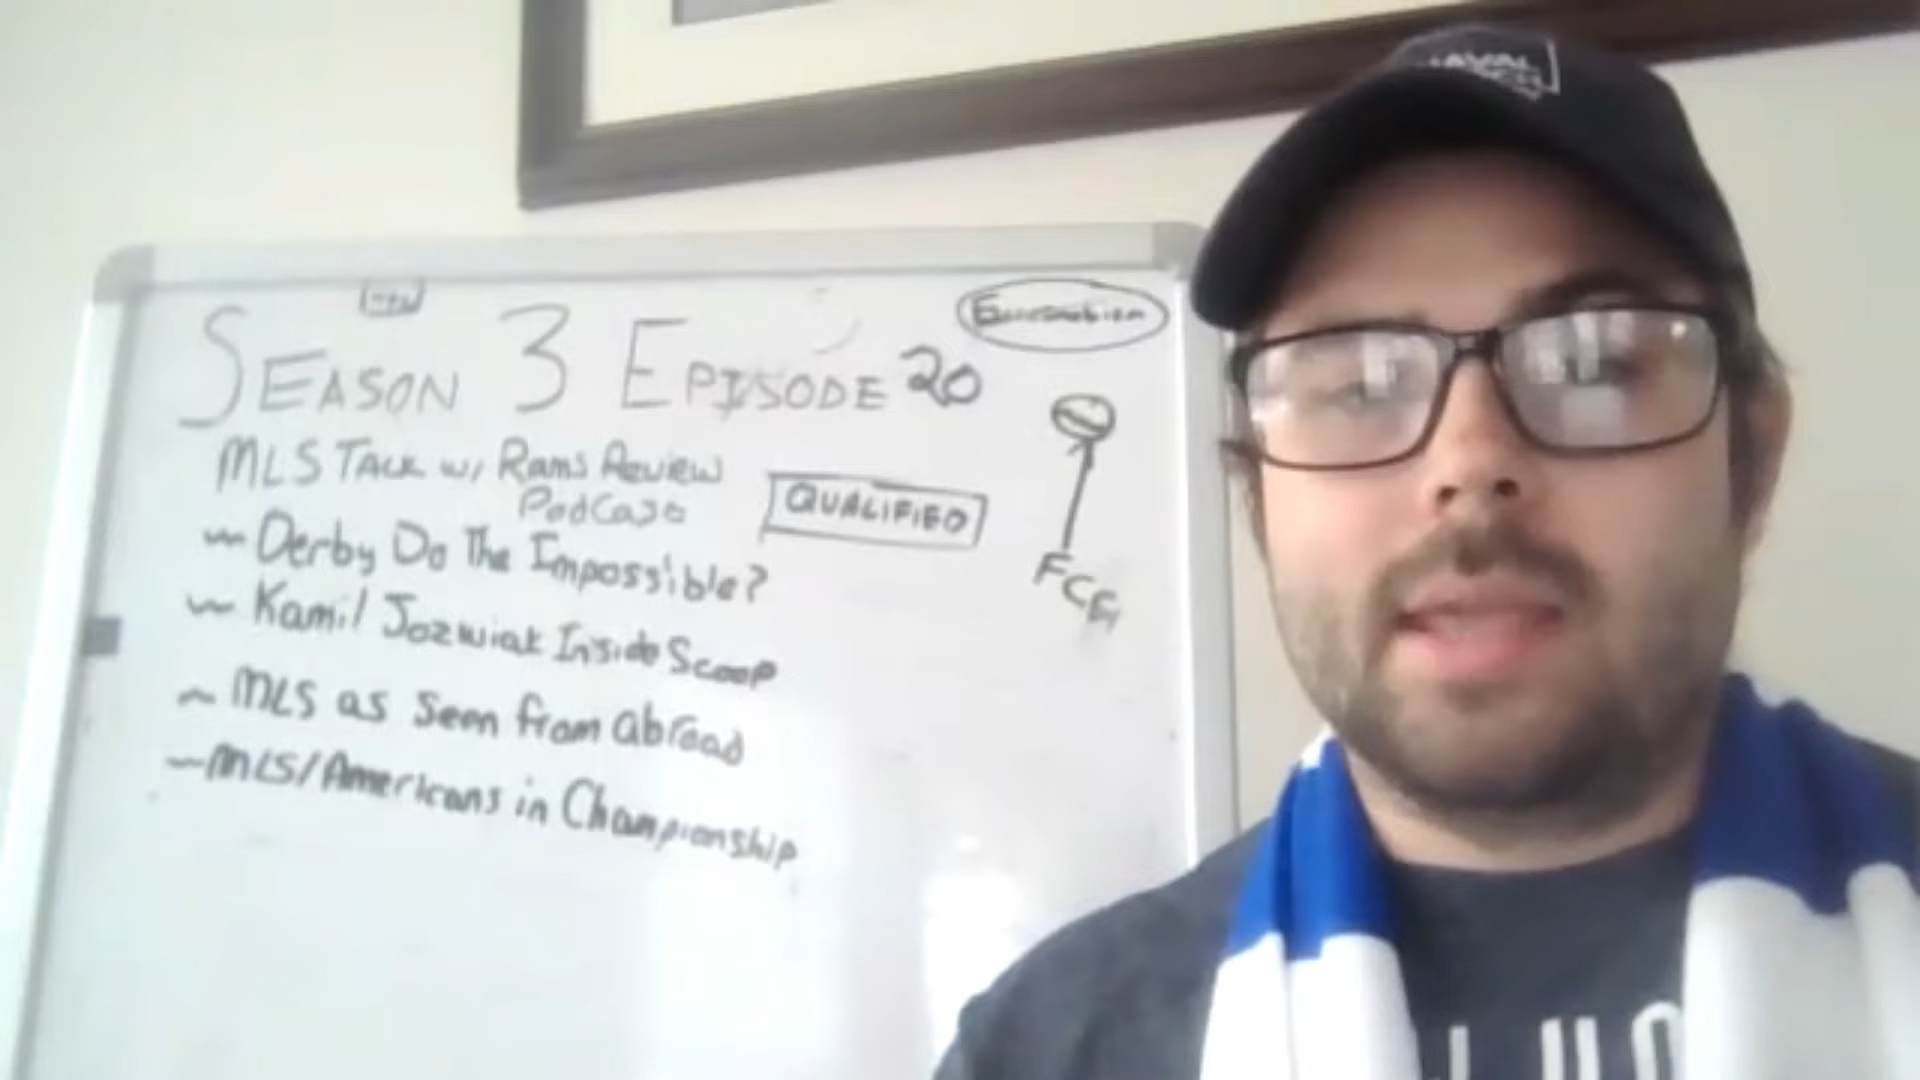 SEASON 3 EPISODE 20
MLS TALK w/ Rams Review
PodCast
QUALIFIED
~ Derby Do The Impossible?
~ Kamil Jozwiak Inside Scoop
~ MLS as seen from abroad
~ MLS/Americans in Championship